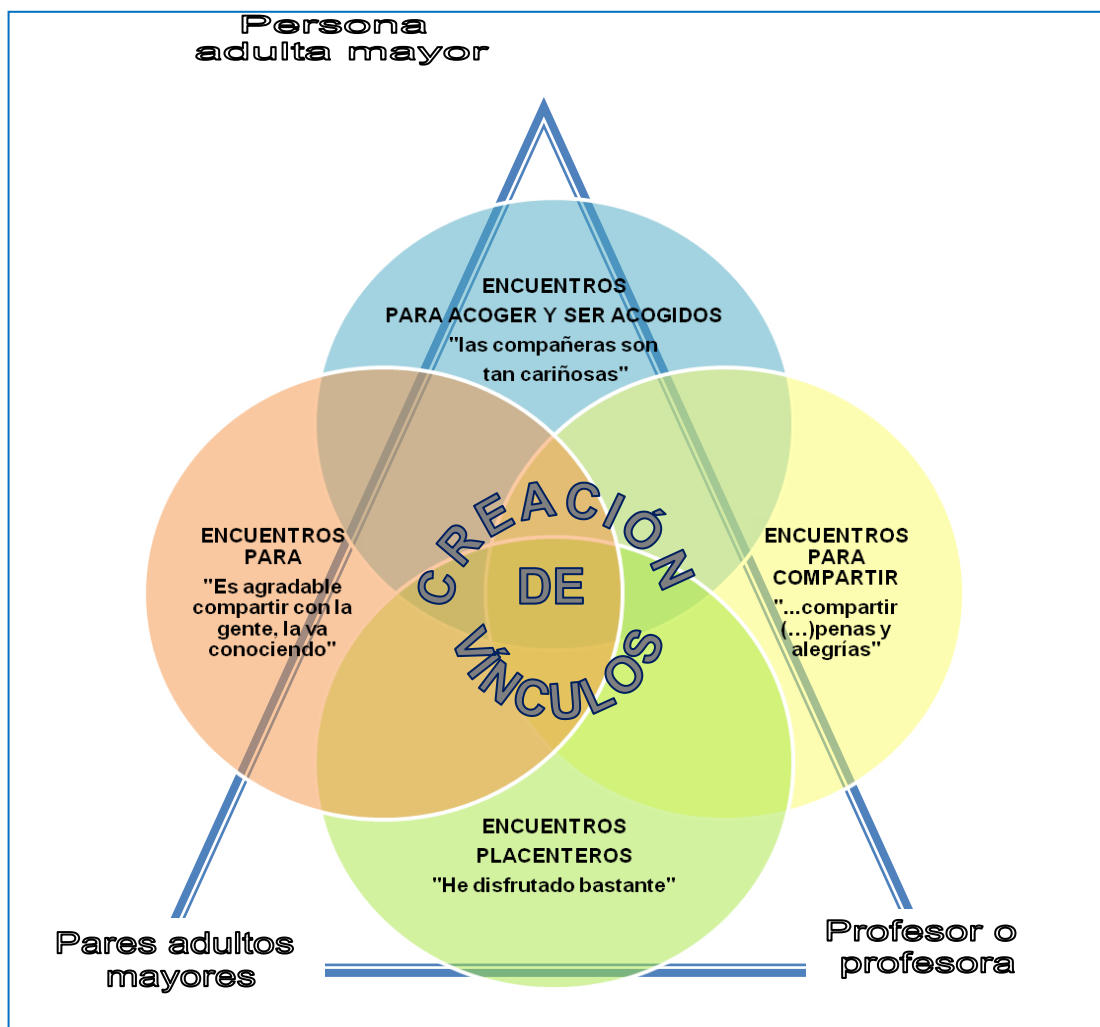 Persona
adulta mayor
ENCUENTROS
PARA ACOGER Y SER ACOGIDOS
"las compañeras son
tan cariñosas"
ENCUENTROS
PARA
"Es agradable
compartir con la
gente, la va
conociendo"
CREACIÓN
DE
VÍNCULOS
ENCUENTROS
PARA
COMPARTIR
"...compartir
(...)penas y
alegrías"
ENCUENTROS
PLACENTEROS
"He disfrutado bastante"
Pares adultos
mayores
Profesor o
profesora